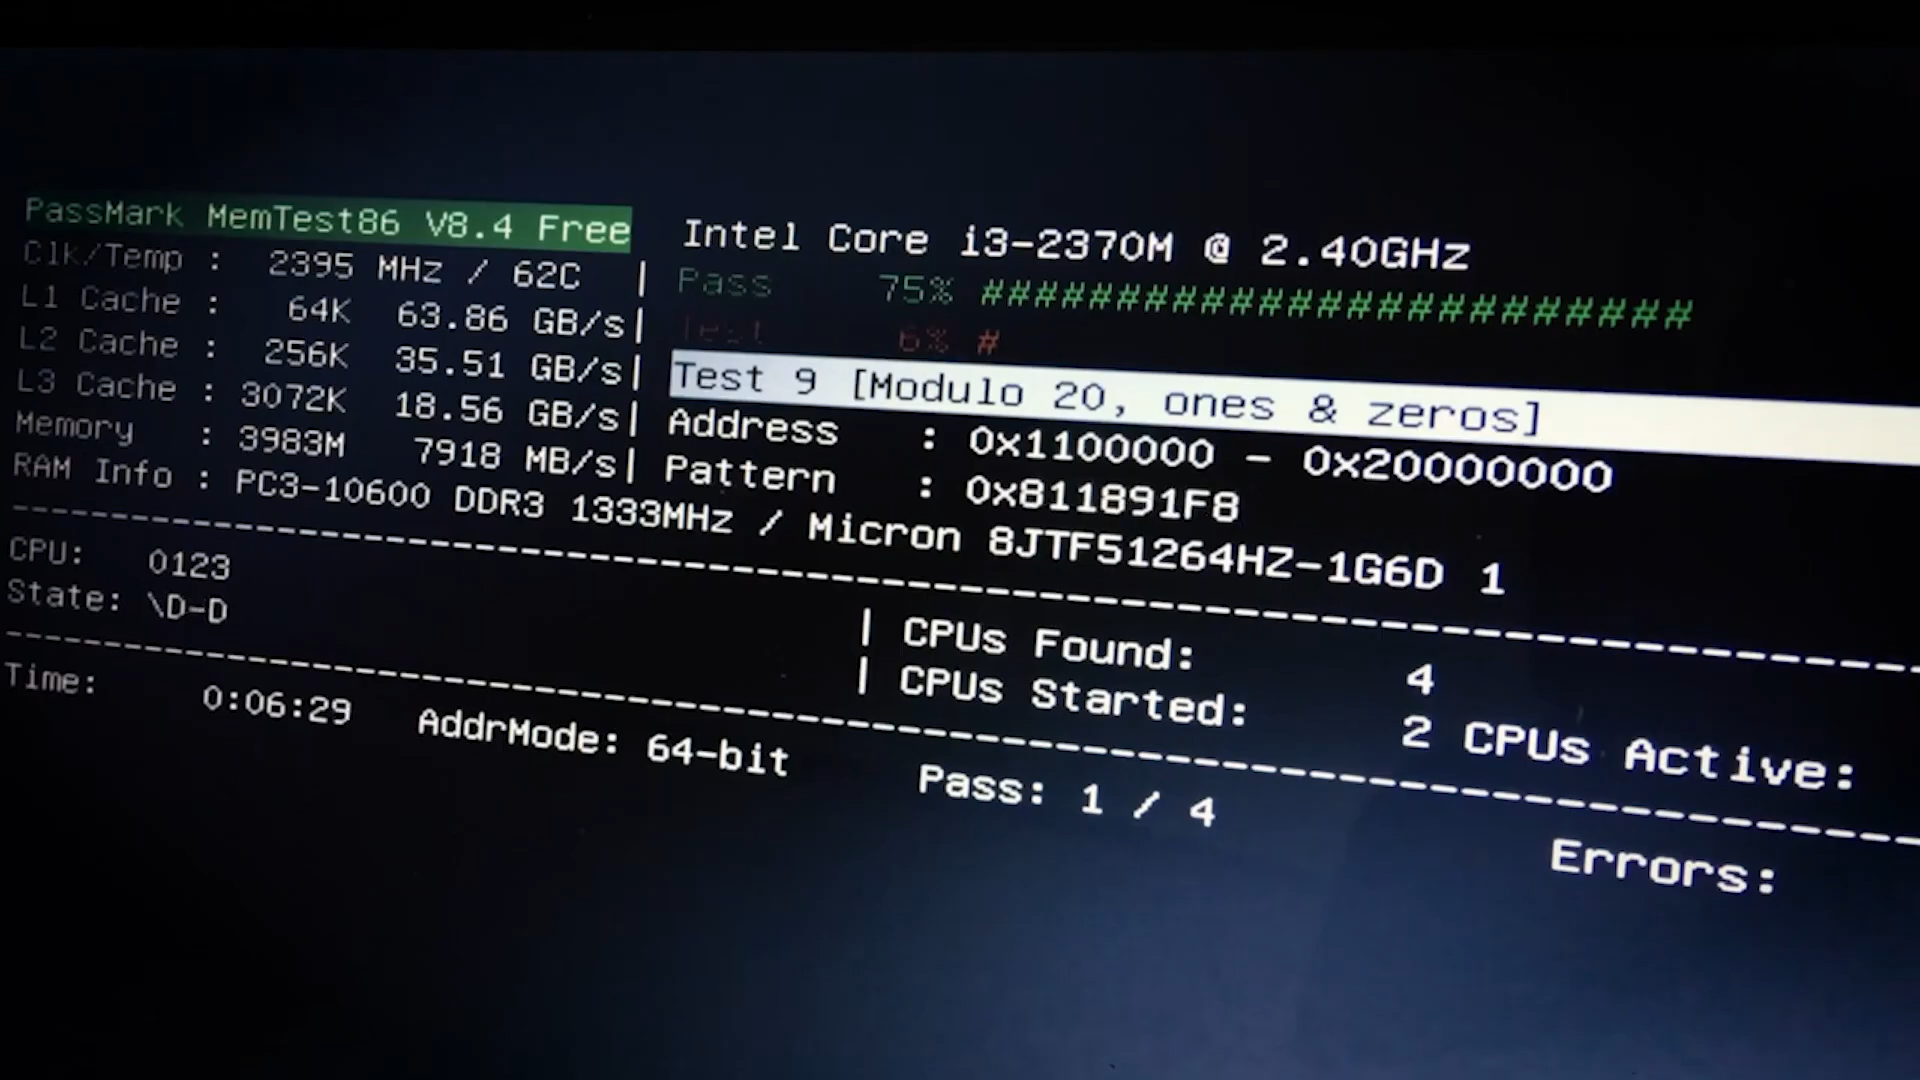 PassMark MemTest86 V8.4 Free Intel Core i3-2370M @ 2.40GHz
Clk/Temp : 2395 MHz / 62C | Pass 75% ###########################
L1 Cache : 64K 63.86 GB/s| Test 6% #
L2 Cache : 256K 35.51 GB/s| Test 9 [Modulo 20, ones & zeros]
L3 Cache : 3072K 18.56 GB/s| Address : 0x1100000 - 0x20000000
Memory : 3983M 7918 MB/s| Pattern : 0x811891F8
RAM Info : PC3-10600 DDR3 1333MHz / Micron 8JTF51264HZ-1G6D 1
CPU: 0123 | CPUs Found: 4
State: \D-D | CPUs Started: 2 CPUs Active:
Time: 0:06:29 AddrMode: 64-bit Pass: 1 / 4 Errors: